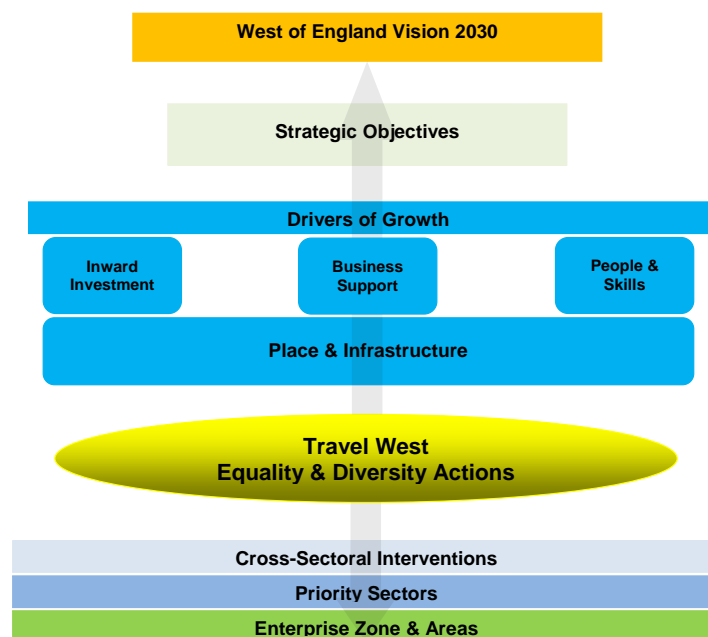 West of England Vision 2030
Strategic Objectives
Drivers of Growth
Inward
Investment
Business
Support
People &
Skills
Place & Infrastructure
Travel West
Equality & Diversity Actions
Cross-Sectoral Interventions
Priority Sectors
Enterprise Zone & Areas